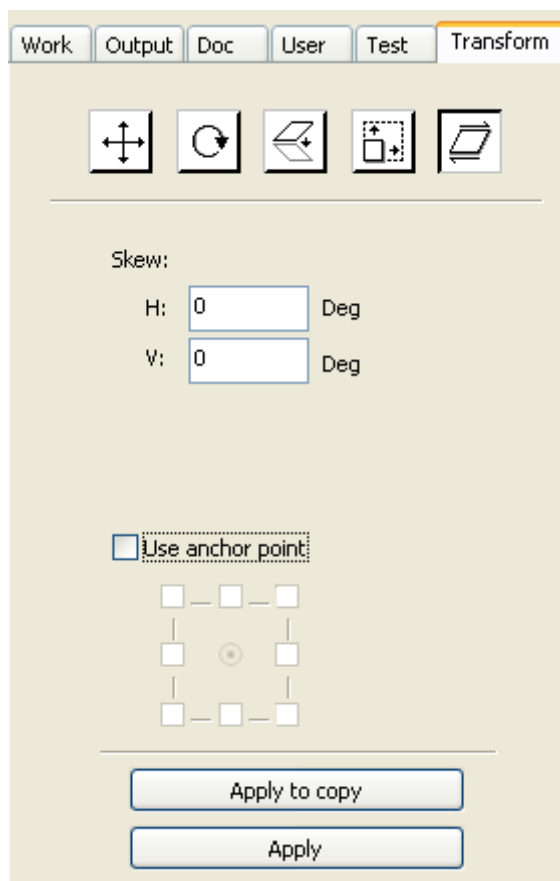 Work Output Doc User Test Transform
Skew:
H: 0 Deg
V: 0 Deg
Use anchor point
Apply to copy
Apply